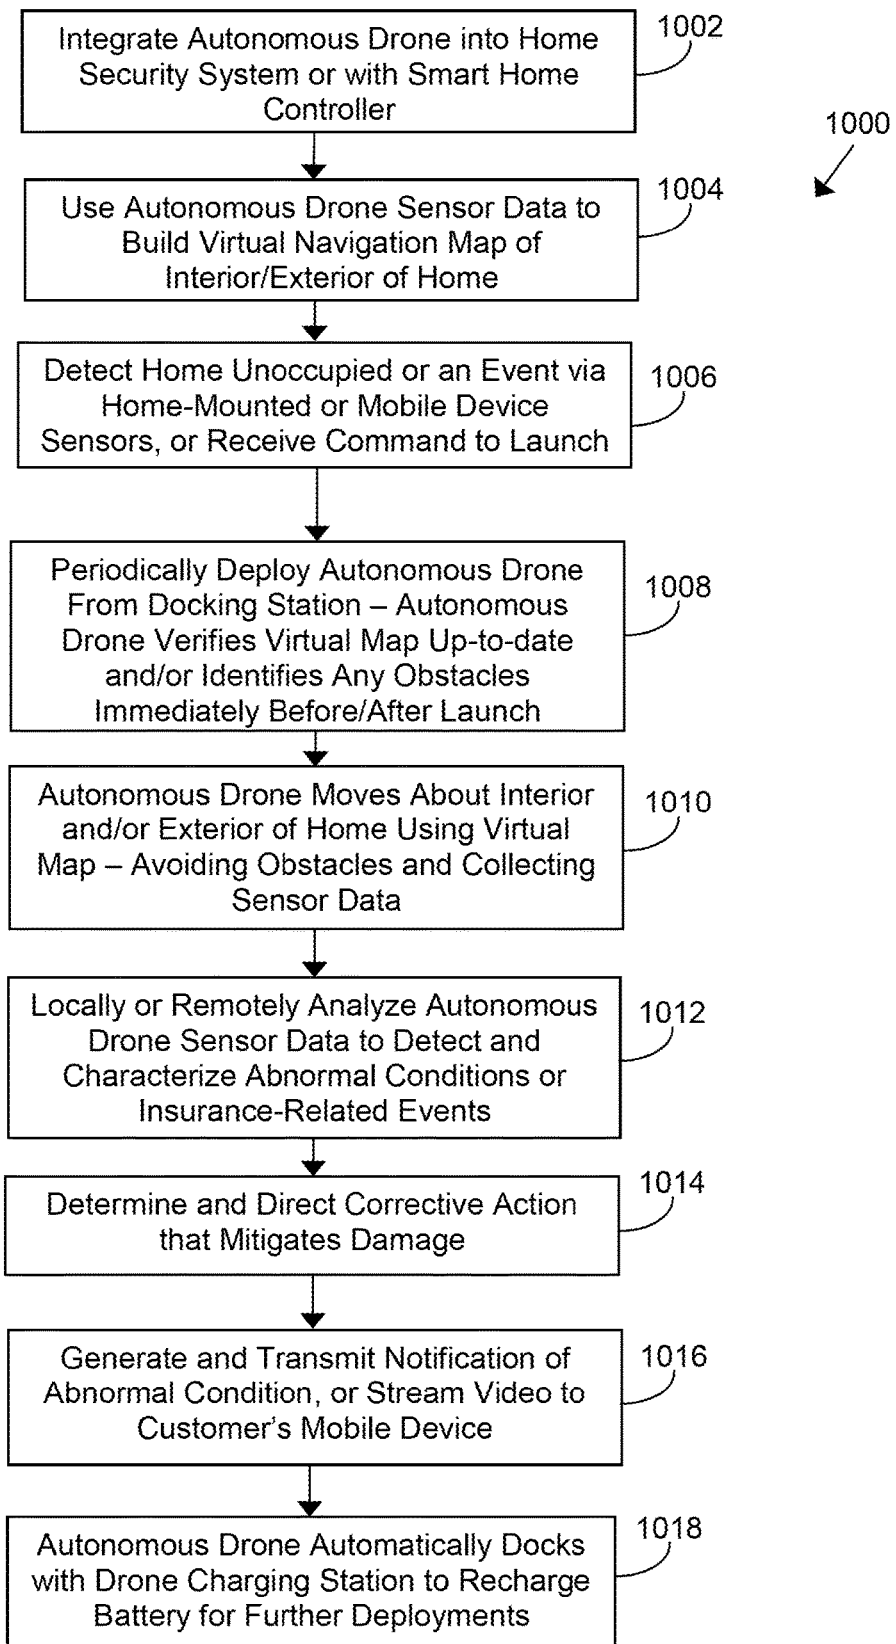 Integrate Autonomous Drone into Home
Security System or with Smart Home
Controller
1002
1000
Use Autonomous Drone Sensor Data to
Build Virtual Navigation Map of
Interior/Exterior of Home
1004
Detect Home Unoccupied or an Event via
Home-Mounted or Mobile Device
Sensors, or Receive Command to Launch
1006
Periodically Deploy Autonomous Drone
From Docking Station – Autonomous
Drone Verifies Virtual Map Up-to-date
and/or Identifies Any Obstacles
Immediately Before/After Launch
1008
Autonomous Drone Moves About Interior
and/or Exterior of Home Using Virtual
Map – Avoiding Obstacles and Collecting
Sensor Data
1010
Locally or Remotely Analyze Autonomous
Drone Sensor Data to Detect and
Characterize Abnormal Conditions or
Insurance-Related Events
1012
Determine and Direct Corrective Action
that Mitigates Damage
1014
Generate and Transmit Notification of
Abnormal Condition, or Stream Video to
Customer's Mobile Device
1016
Autonomous Drone Automatically Docks
with Drone Charging Station to Recharge
Battery for Further Deployments
1018